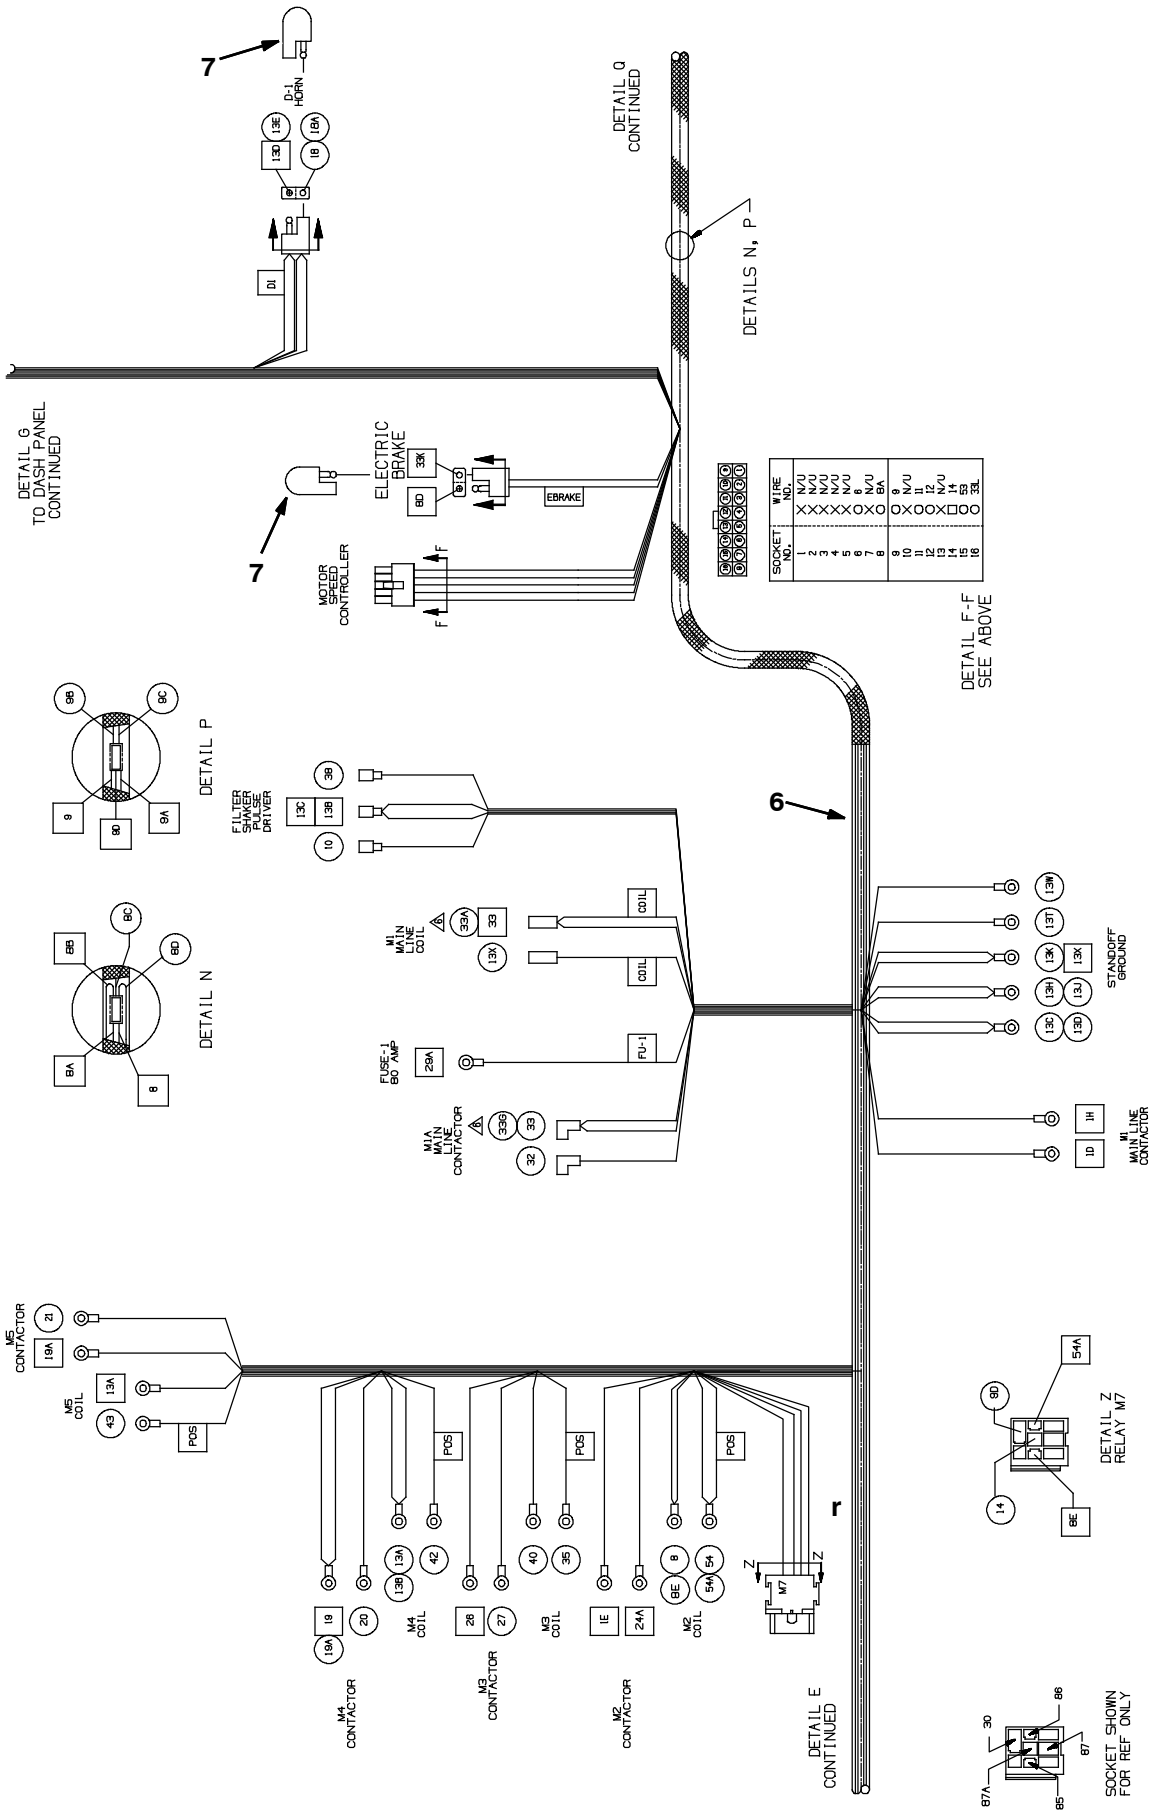 7
D-1
HORN
13D
13E
18
18A
D1
DETAIL Q
CONTINUED
DETAILS N, P
DETAIL G
TO DASH PANEL
CONTINUED
7
ELECTRIC
BRAKE
8D
33K
EBRAKE
MOTOR
SPEED
CONTROLLER
F
F
SOCKET NO.
WIRE NO.
1 X N/U
2 X N/U
3 X N/U
4 X N/U
5 X N/U
6 O 6
7 X N/U
8 O 8A
9 O 9
10 X N/U
11 O 11
12 O 12
13 X N/U
14 □ 14
15 O 53
16 O 33L
DETAIL F-F
SEE ABOVE
9B
9C
9
9D
9A
DETAIL P
8B
8C
8D
8A
8
DETAIL N
FILTER
SHAKER
PULSE
DRIVER
38
13C
13B
10
M1
MAIN
LINE
COIL
6
33A
33
13X
COIL
COIL
FUSE-1
80 AMP
29A
FU-1
M1A
MAIN
LINE
CONTACTOR
6
33G
33
32
6
13W
13T
13K
13X
13H
13J
13C
13D
STANDOFF
GROUND
1H
1D
M1
MAIN LINE
CONTACTOR
M5
CONTACTOR
21
19A
M5
COIL
13A
43
POS
19
19A
20
M4
CONTACTOR
13A
13B
42
M4
COIL
POS
26
27
M3
CONTACTOR
40
35
M3
COIL
POS
1E
24A
M2
CONTACTOR
8
8E
54
54A
M2
COIL
POS
M7
Z
Z
r
DETAIL E
CONTINUED
9D
54A
14
8E
DETAIL Z
RELAY M7
30
86
87A
87
85
SOCKET SHOWN
FOR REF ONLY